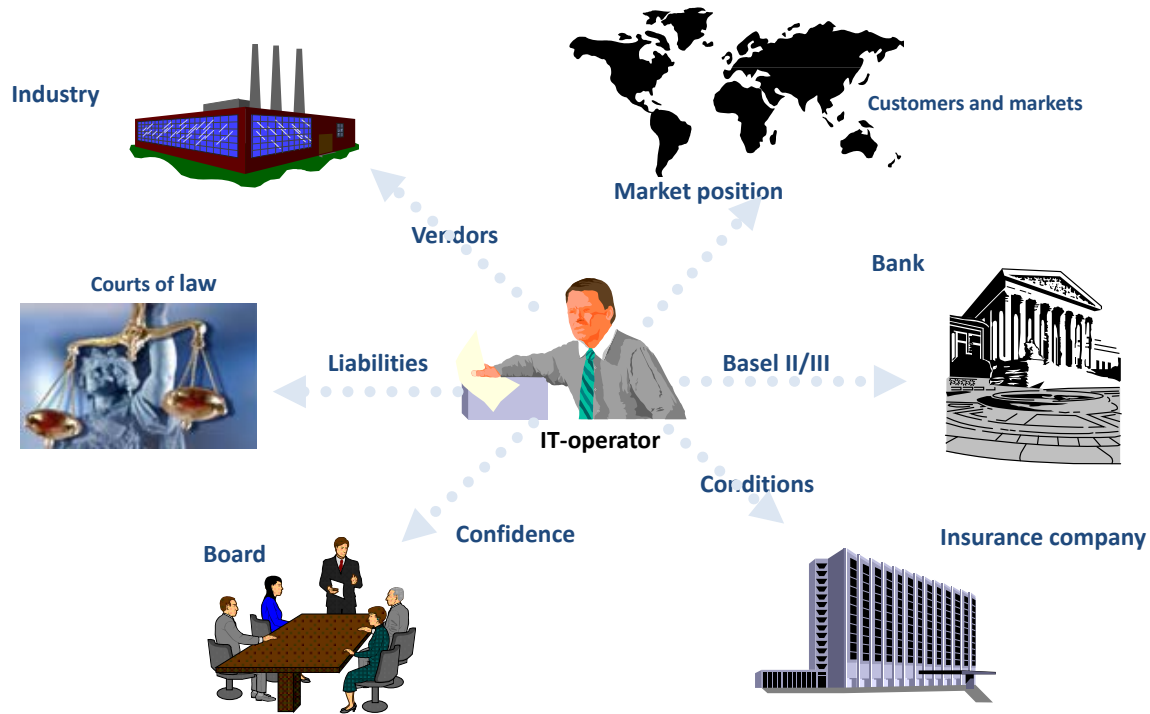 Industry
Customers and markets
Market position
Vendors
Bank
Courts of law
Liabilities
Basel II/III
IT-operator
Conditions
Confidence
Insurance company
Board